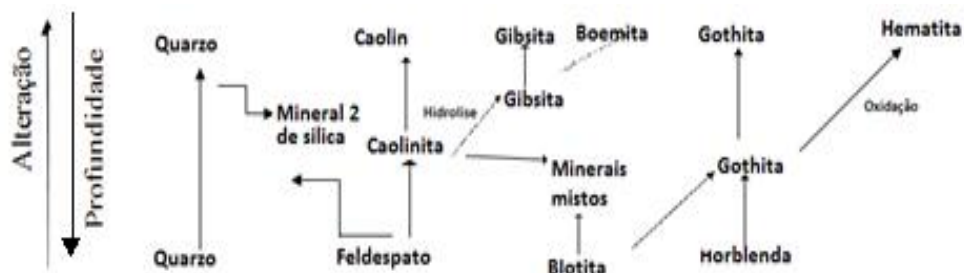 Alteração
Profundidade
Quarzo
Caolin
Gibsita
Boemita
Gothita
Hematita
Mineral 2
de silica
Hidrolise
Gibsita
Oxidação
Caolinita
Minerais
mistos
Gothita
Quarzo
Feldespato
Blotita
Horblenda